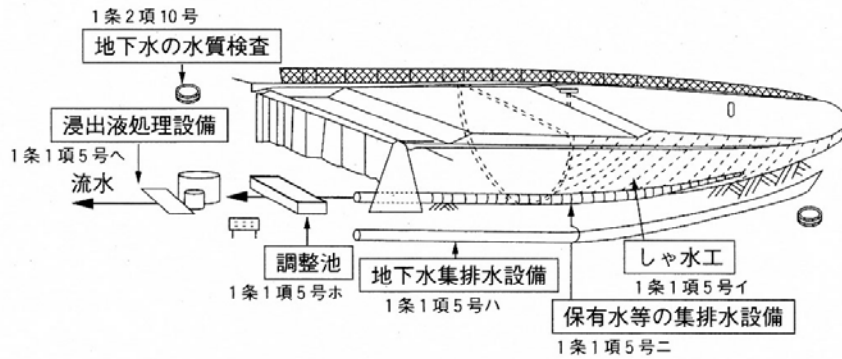 1条2項10号
地下水の水質検査
浸出液処理設備
1条1項5号ヘ
流水
調整池
1条1項5号ホ
地下水集排水設備
1条1項5号ハ
しゃ水工
1条1項5号イ
保有水等の集排水設備
1条1項5号ニ